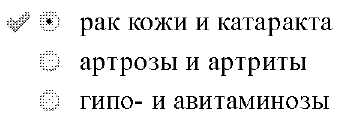 рак кожи и катаракта
артрозы и артриты
гипо- и авитаминозы